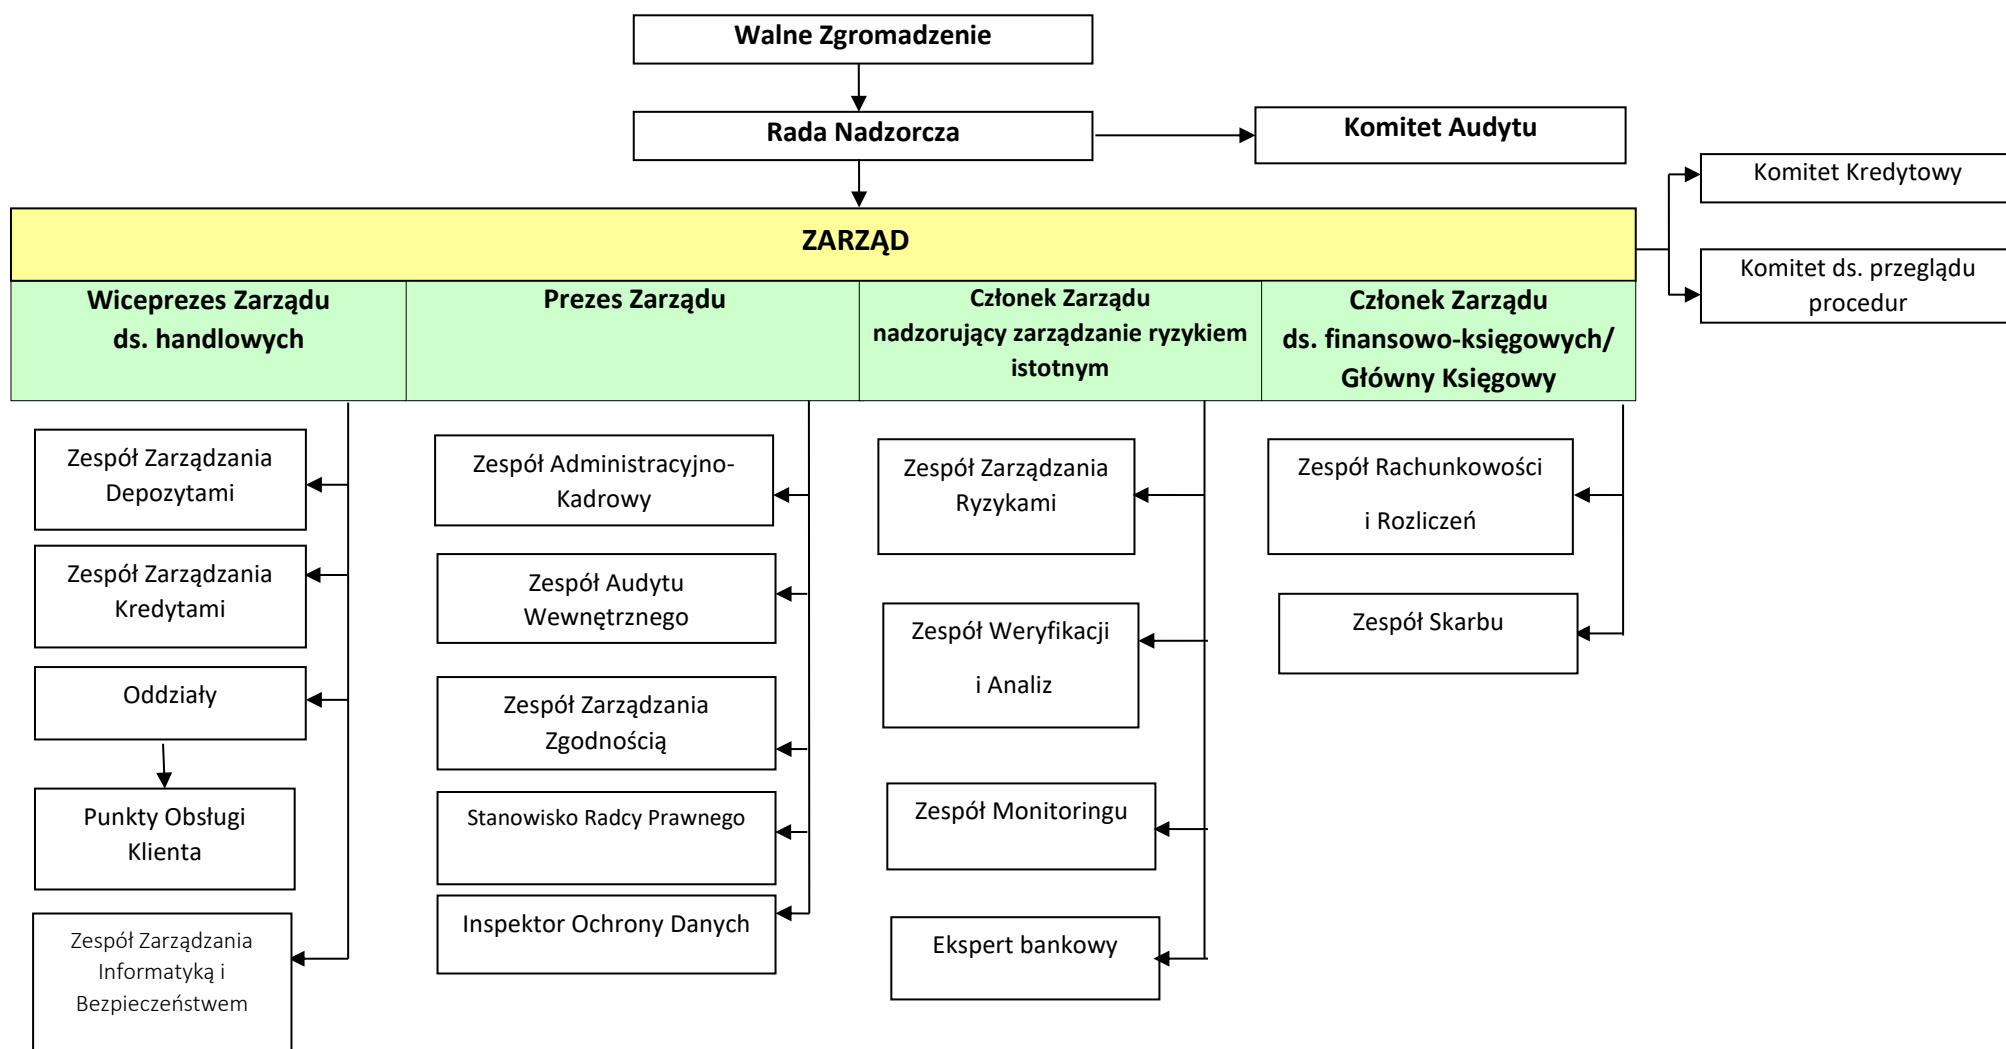 Walne Zgromadzenie
Rada Nadzorcza
Komitet Audytu
Komitet Kredytowy
Komitet ds. przeglądu
procedur
ZARZĄD
Wiceprezes Zarządu
ds. handlowych
Prezes Zarządu
Członek Zarządu
nadzorujący zarządzanie ryzykiem
istotnym
Członek Zarządu
ds. finansowo-księgowych/
Główny Księgowy
Zespół Zarządzania
Depozytami
Zespół Zarządzania
Kredytami
Oddziały
Punkty Obsługi
Klienta
Zespół Zarządzania
Informatyką i
Bezpieczeństwem
Zespół Administracyjno-
Kadrowy
Zespół Audytu
Wewnętrznego
Zespół Zarządzania
Zgodnością
Stanowisko Radcy Prawnego
Inspektor Ochrony Danych
Zespół Zarządzania
Ryzykami
Zespół Weryfikacji
i Analiz
Zespół Monitoringu
Ekspert bankowy
Zespół Rachunkowości
i Rozliczeń
Zespół Skarbu